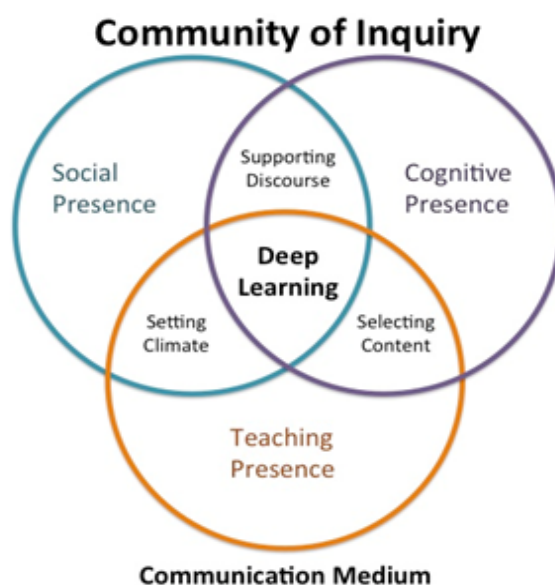 Community of Inquiry
Social
Presence
Supporting
Discourse
Cognitive
Presence
Deep
Learning
Setting
Climate
Selecting
Content
Teaching
Presence
Communication Medium